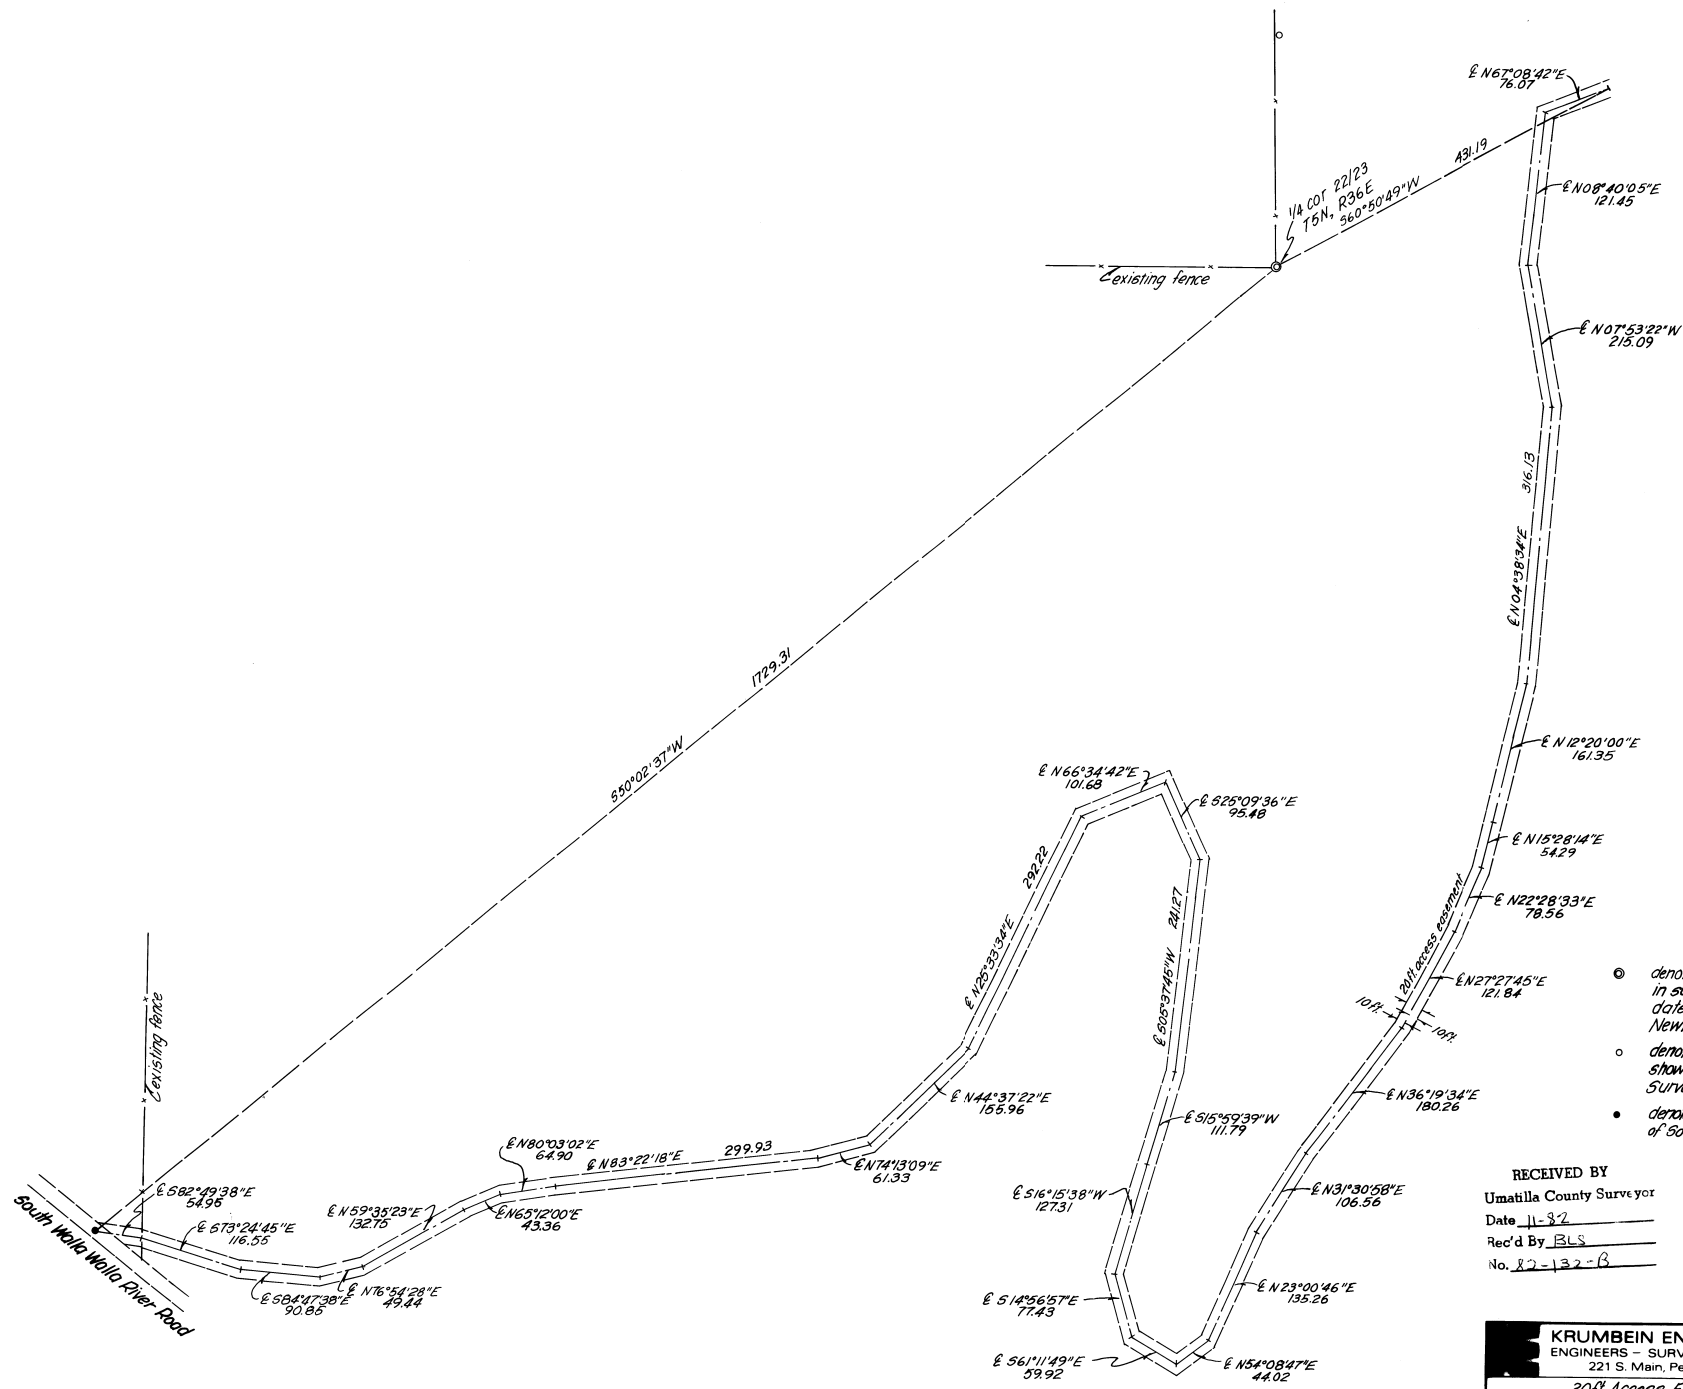 ℄ N67°08'42"E
76.07
431.19
S60°50'49"W
1/4 cor 22/23
T5N, R36E
existing fence
℄ N08°40'05"E
121.45
℄ N07°53'22"W
215.09
316.13
℄ N04°38'34"E
1729.31
S50°02'37"W
℄ N12°20'00"E
161.35
℄ N66°34'42"E
101.68
℄ S25°09'36"E
95.48
℄ N15°28'14"E
54.29
℄ N22°28'33"E
78.56
292.22
℄ N25°33'34"E
241.27
℄ S05°37'45"W
20ft. access easement
10ft.
10ft.
℄ N27°27'45"E
121.84
existing fence
℄ N44°37'22"E
155.96
℄ S15°59'39"W
111.79
℄ N36°19'34"E
180.26
℄ N80°03'02"E
64.90
℄ N83°22'18"E
299.93
℄ N74°13'09"E
61.33
℄ S82°49'38"E
54.95
℄ S73°24'45"E
116.55
℄ N59°35'23"E
132.75
℄ N65°12'00"E
43.36
℄ S16°15'38"W
127.31
℄ N31°30'58"E
106.56
South Walla Walla River Road
℄ S84°47'38"E
90.85
℄ N76°54'28"E
49.44
℄ S14°56'57"E
77.43
℄ N23°00'46"E
135.26
℄ S61°11'49"E
59.92
℄ N54°08'47"E
44.02
in
date
show
of So
RECEIVED BY
Umatilla County Surveyor
Date 11-82
Rec'd By BLS
No. 82-132-B
KRUMBEIN EN
ENGINEERS - SURV
221 S. Main, Pe
20ft Access E